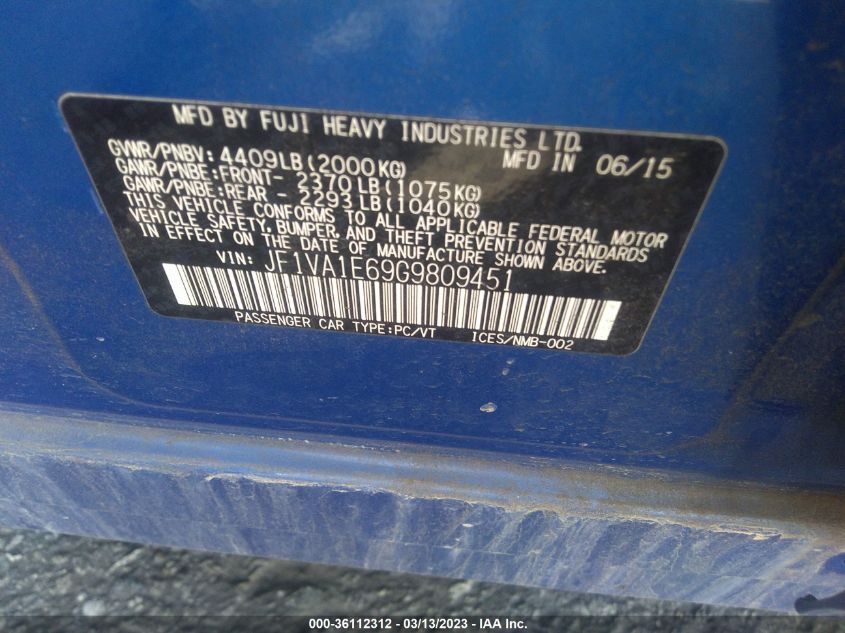 MFD BY FUJI HEAVY INDUSTRIES LTD.
GVWR/PNBV: 4409LB(2000KG) MFD IN 06/15
GAWR/PNBE:FRONT- 2370LB(1075KG)
GAWR/PNBE:REAR - 2293LB(1040KG)
THIS VEHICLE CONFORMS TO ALL APPLICABLE FEDERAL MOTOR
VEHICLE SAFETY, BUMPER, AND THEFT PREVENTION STANDARDS
IN EFFECT ON THE DATE OF MANUFACTURE SHOWN ABOVE.
VIN: JF1VA1E69G9809451
PASSENGER CAR TYPE:PC/VT ICES/NMB-002
000-36112312 - 03/13/2023 - IAA Inc.